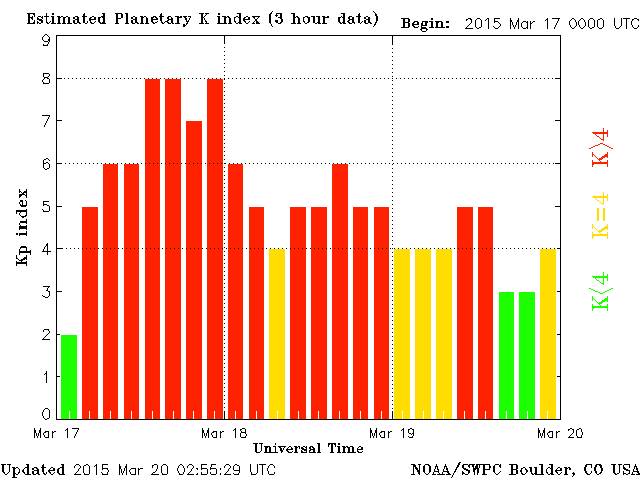 Estimated Planetary K index (3 hour data)
Begin: 2015 Mar 17 0000 UTC
9
8
7
6
5
4
3
2
1
0
Kp index
Mar 17
Mar 18
Mar 19
Mar 20
Universal Time
K>4
K=4
K<4
Updated 2015 Mar 20 02:55:29 UTC
NOAA/SWPC Boulder, CO USA